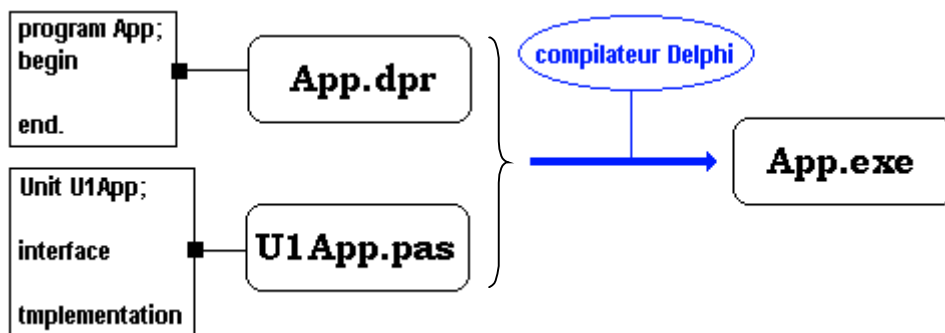 program App;
begin
end.
App.dpr
compilateur Delphi
App.exe
Unit U1App;
interface
tmplementation
U1App.pas